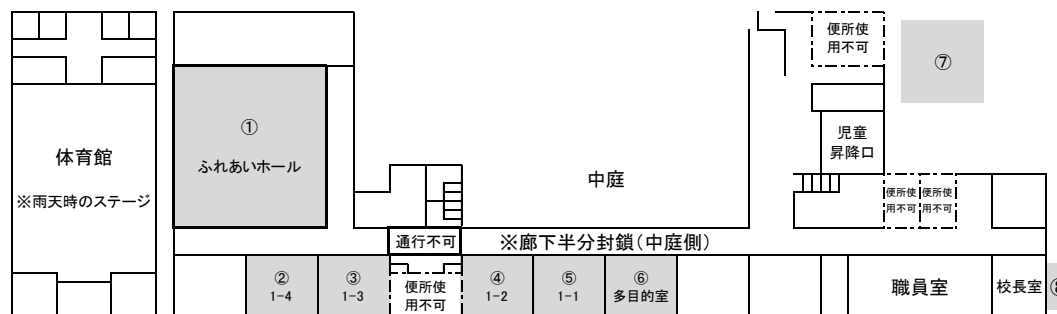 便所使
用不可
⑦
①
ふれあいホール
体育館
※雨天時のステージ
児童
昇降口
中庭
便所使
用不可
便所使
用不可
通行不可
※廊下半分封鎖(中庭側)
②
1-4
③
1-3
便所使
用不可
④
1-2
⑤
1-1
⑥
多目的室
職員室
校長室
⑧